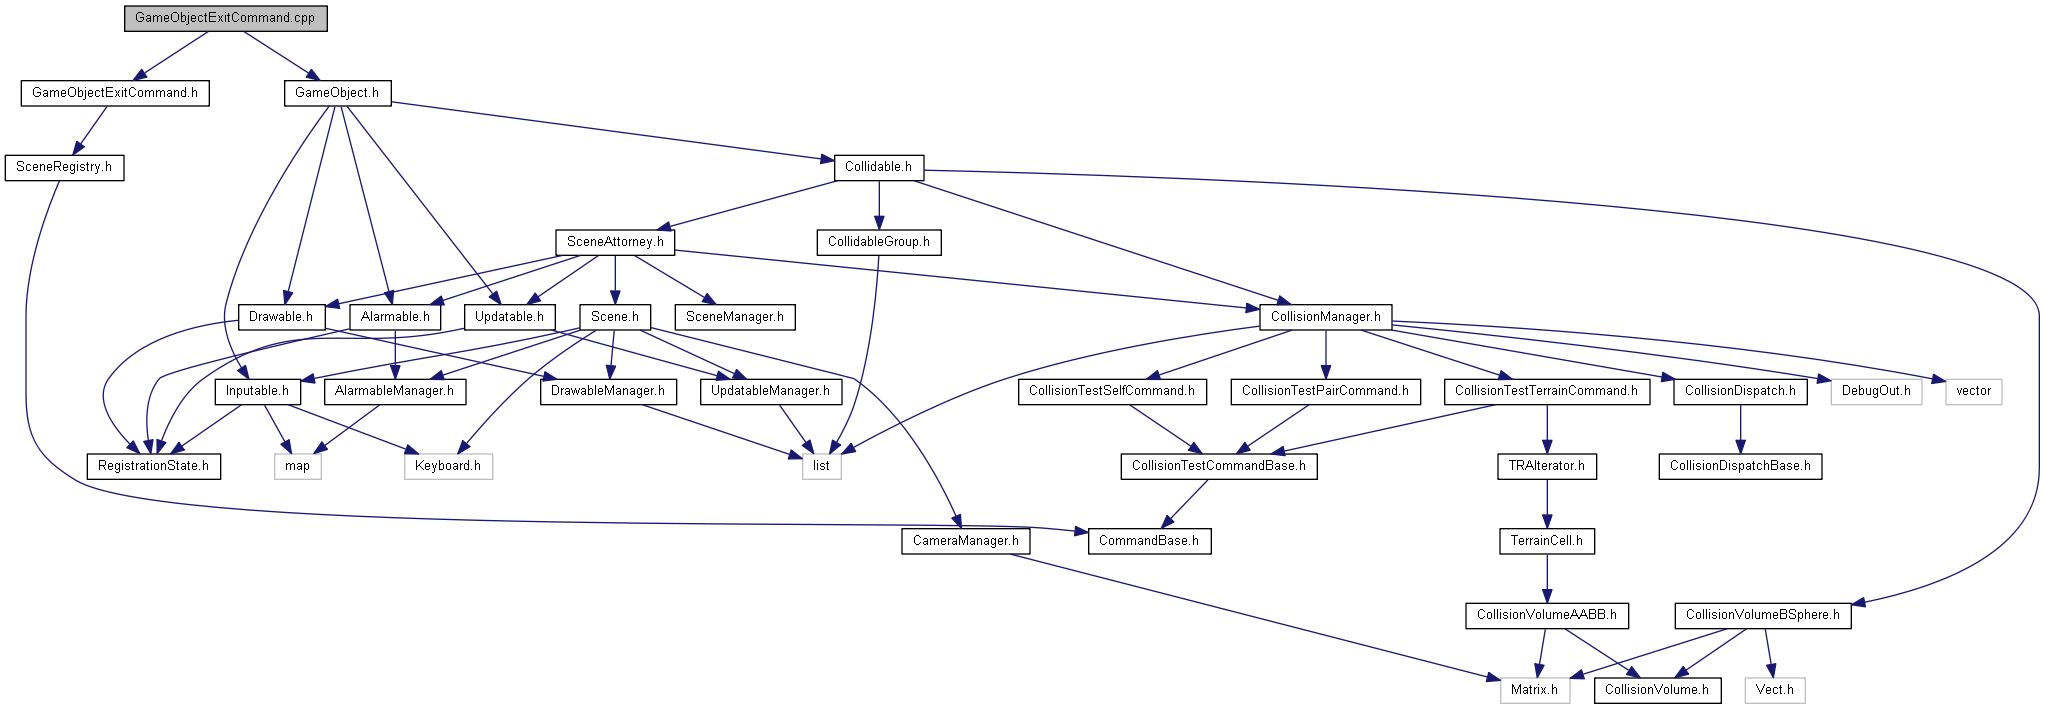 GameObjectExitCommand.cpp
GameObjectExitCommand.h
GameObject.h
SceneRegistry.h
Collidable.h
SceneAttorney.h
CollidableGroup.h
Drawable.h
Alarmable.h
Updatable.h
Scene.h
SceneManager.h
CollisionManager.h
Inputable.h
AlarmableManager.h
DrawableManager.h
UpdatableManager.h
CollisionTestSelfCommand.h
CollisionTestPairCommand.h
CollisionTestTerrainCommand.h
CollisionDispatch.h
DebugOut.h
vector
RegistrationState.h
map
Keyboard.h
list
CollisionTestCommandBase.h
TRAIterator.h
CollisionDispatchBase.h
CameraManager.h
CommandBase.h
TerrainCell.h
CollisionVolumeAABB.h
CollisionVolumeBSphere.h
Matrix.h
CollisionVolume.h
Vect.h